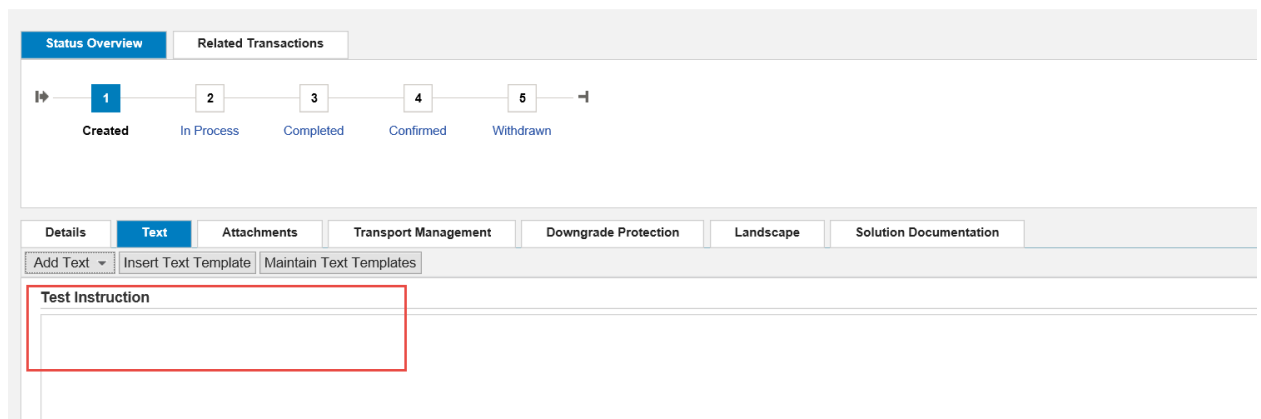 Status Overview Related Transactions
1 2 3 4 5
Created In Process Completed Confirmed Withdrawn
Details Text Attachments Transport Management Downgrade Protection Landscape Solution Documentation
Add Text Insert Text Template Maintain Text Templates
Test Instruction